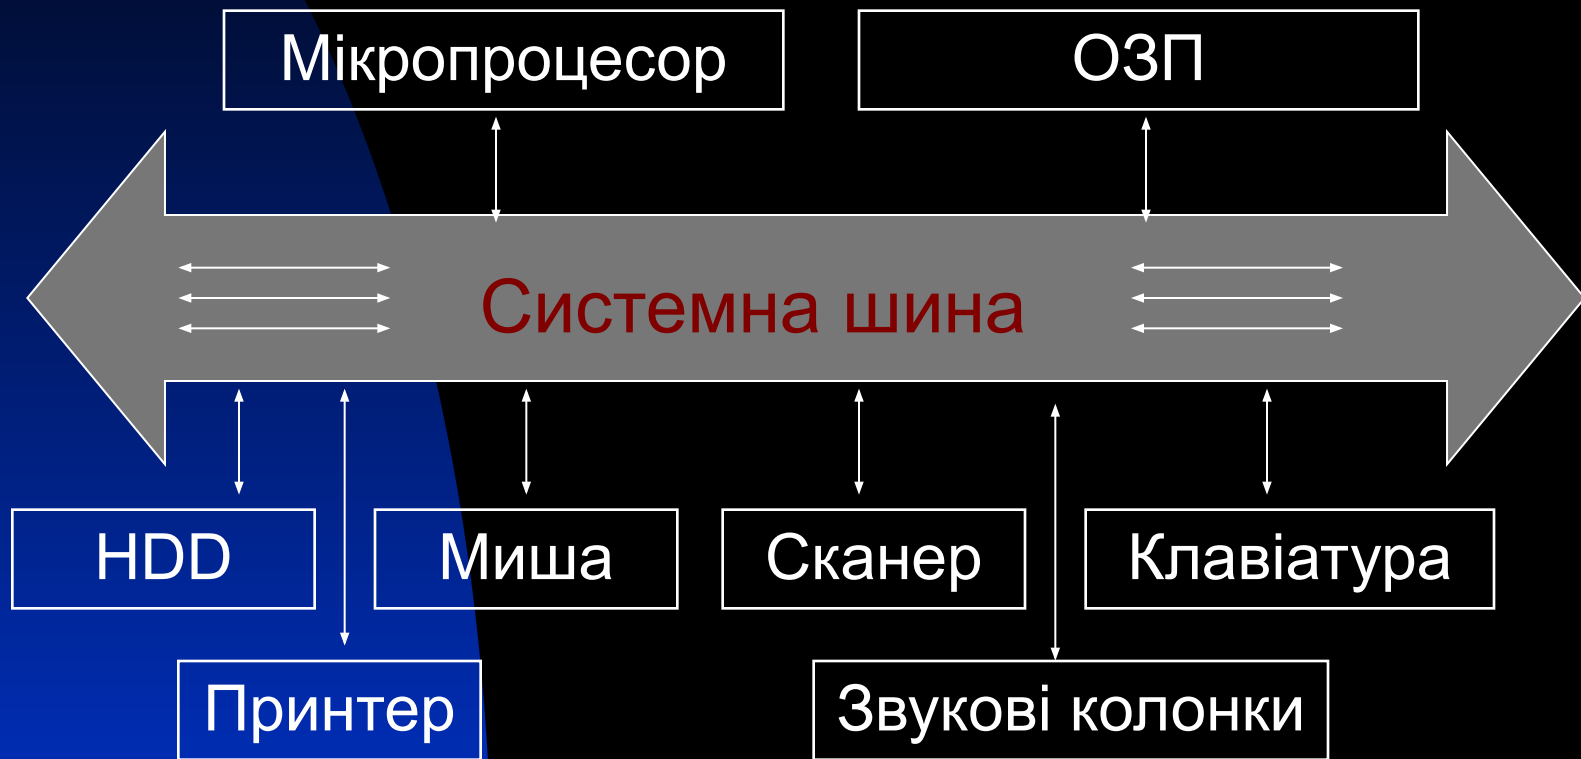 Мікропроцесор
ОЗП
Системна шина
HDD
Миша
Сканер
Клавіатура
Принтер
Звукові колонки